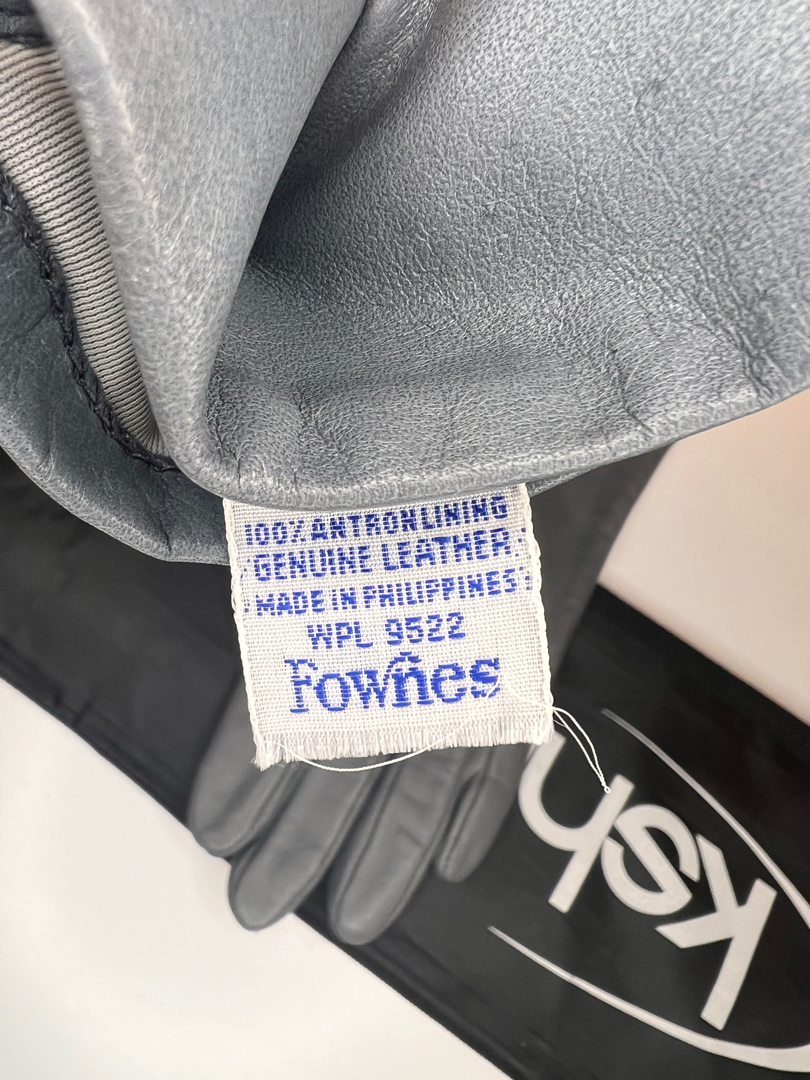 100% ANTRON LINING
GENUINE LEATHER
MADE IN PHILIPPINES
WPL 9522
Fownes
ksh